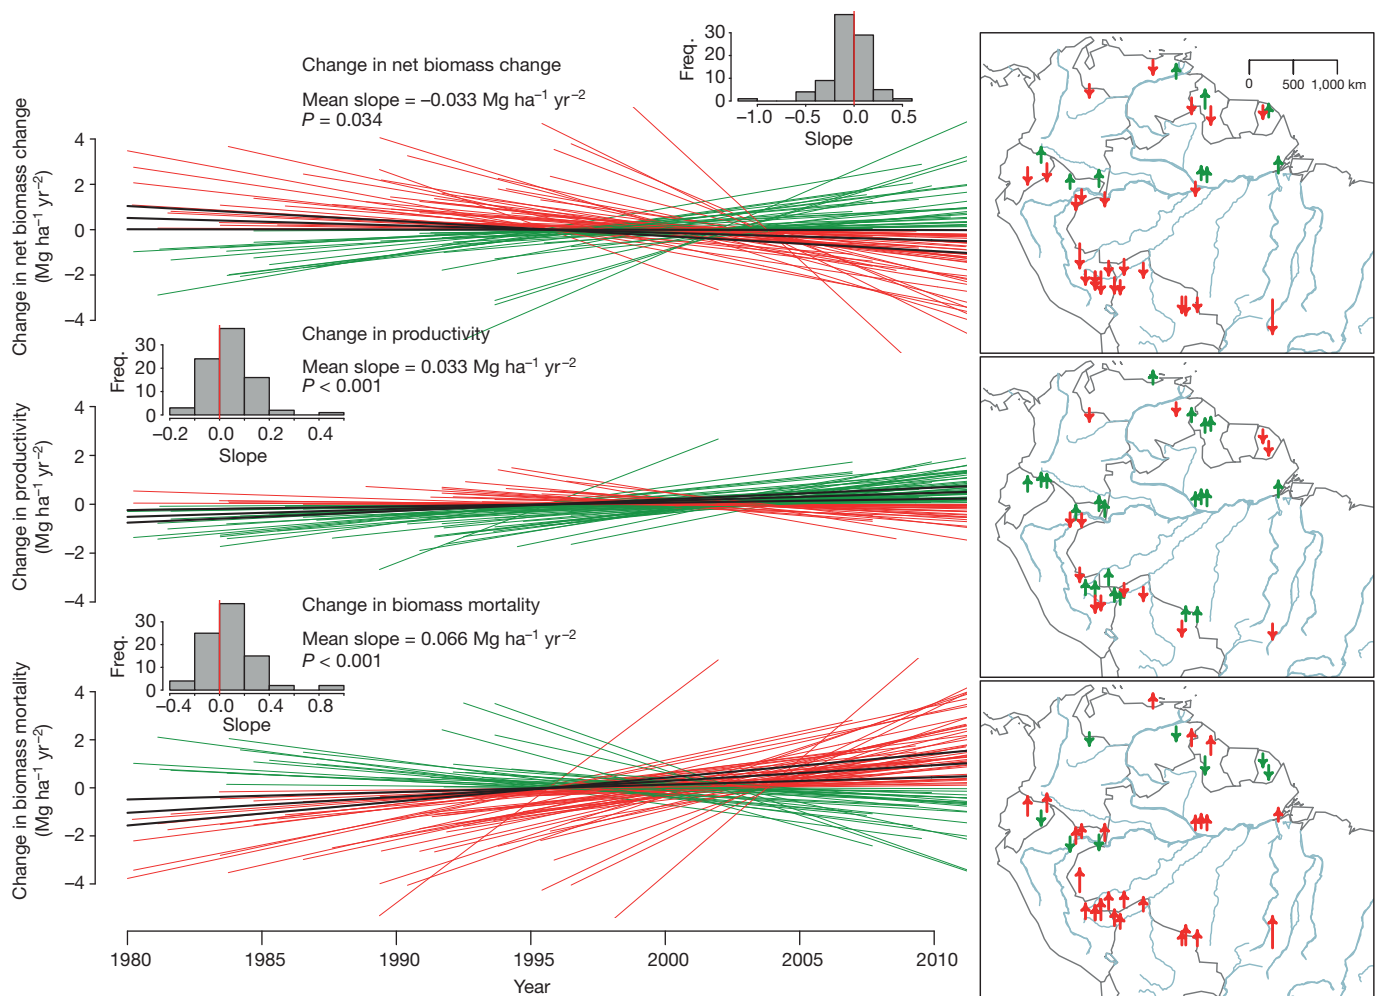 Change in net biomass change
Mean slope = –0.033 Mg ha⁻¹ yr⁻²
P = 0.034
Freq.
30
20
10
0
–1.0
–0.5
0.0
0.5
Slope
0
500
1,000 km
Change in net biomass change
(Mg ha⁻¹ yr⁻²)
4
2
0
–2
–4
Change in productivity
Mean slope = 0.033 Mg ha⁻¹ yr⁻²
P < 0.001
Freq.
30
20
10
0
–0.2
0.0
0.2
0.4
Slope
Change in productivity
(Mg ha⁻¹ yr⁻²)
4
2
0
–2
–4
Change in biomass mortality
Mean slope = 0.066 Mg ha⁻¹ yr⁻²
P < 0.001
Freq.
30
20
10
0
–0.4
0.0
0.4
0.8
Slope
Change in biomass mortality
(Mg ha⁻¹ yr⁻²)
4
2
0
–2
–4
1980
1985
1990
1995
2000
2005
2010
Year